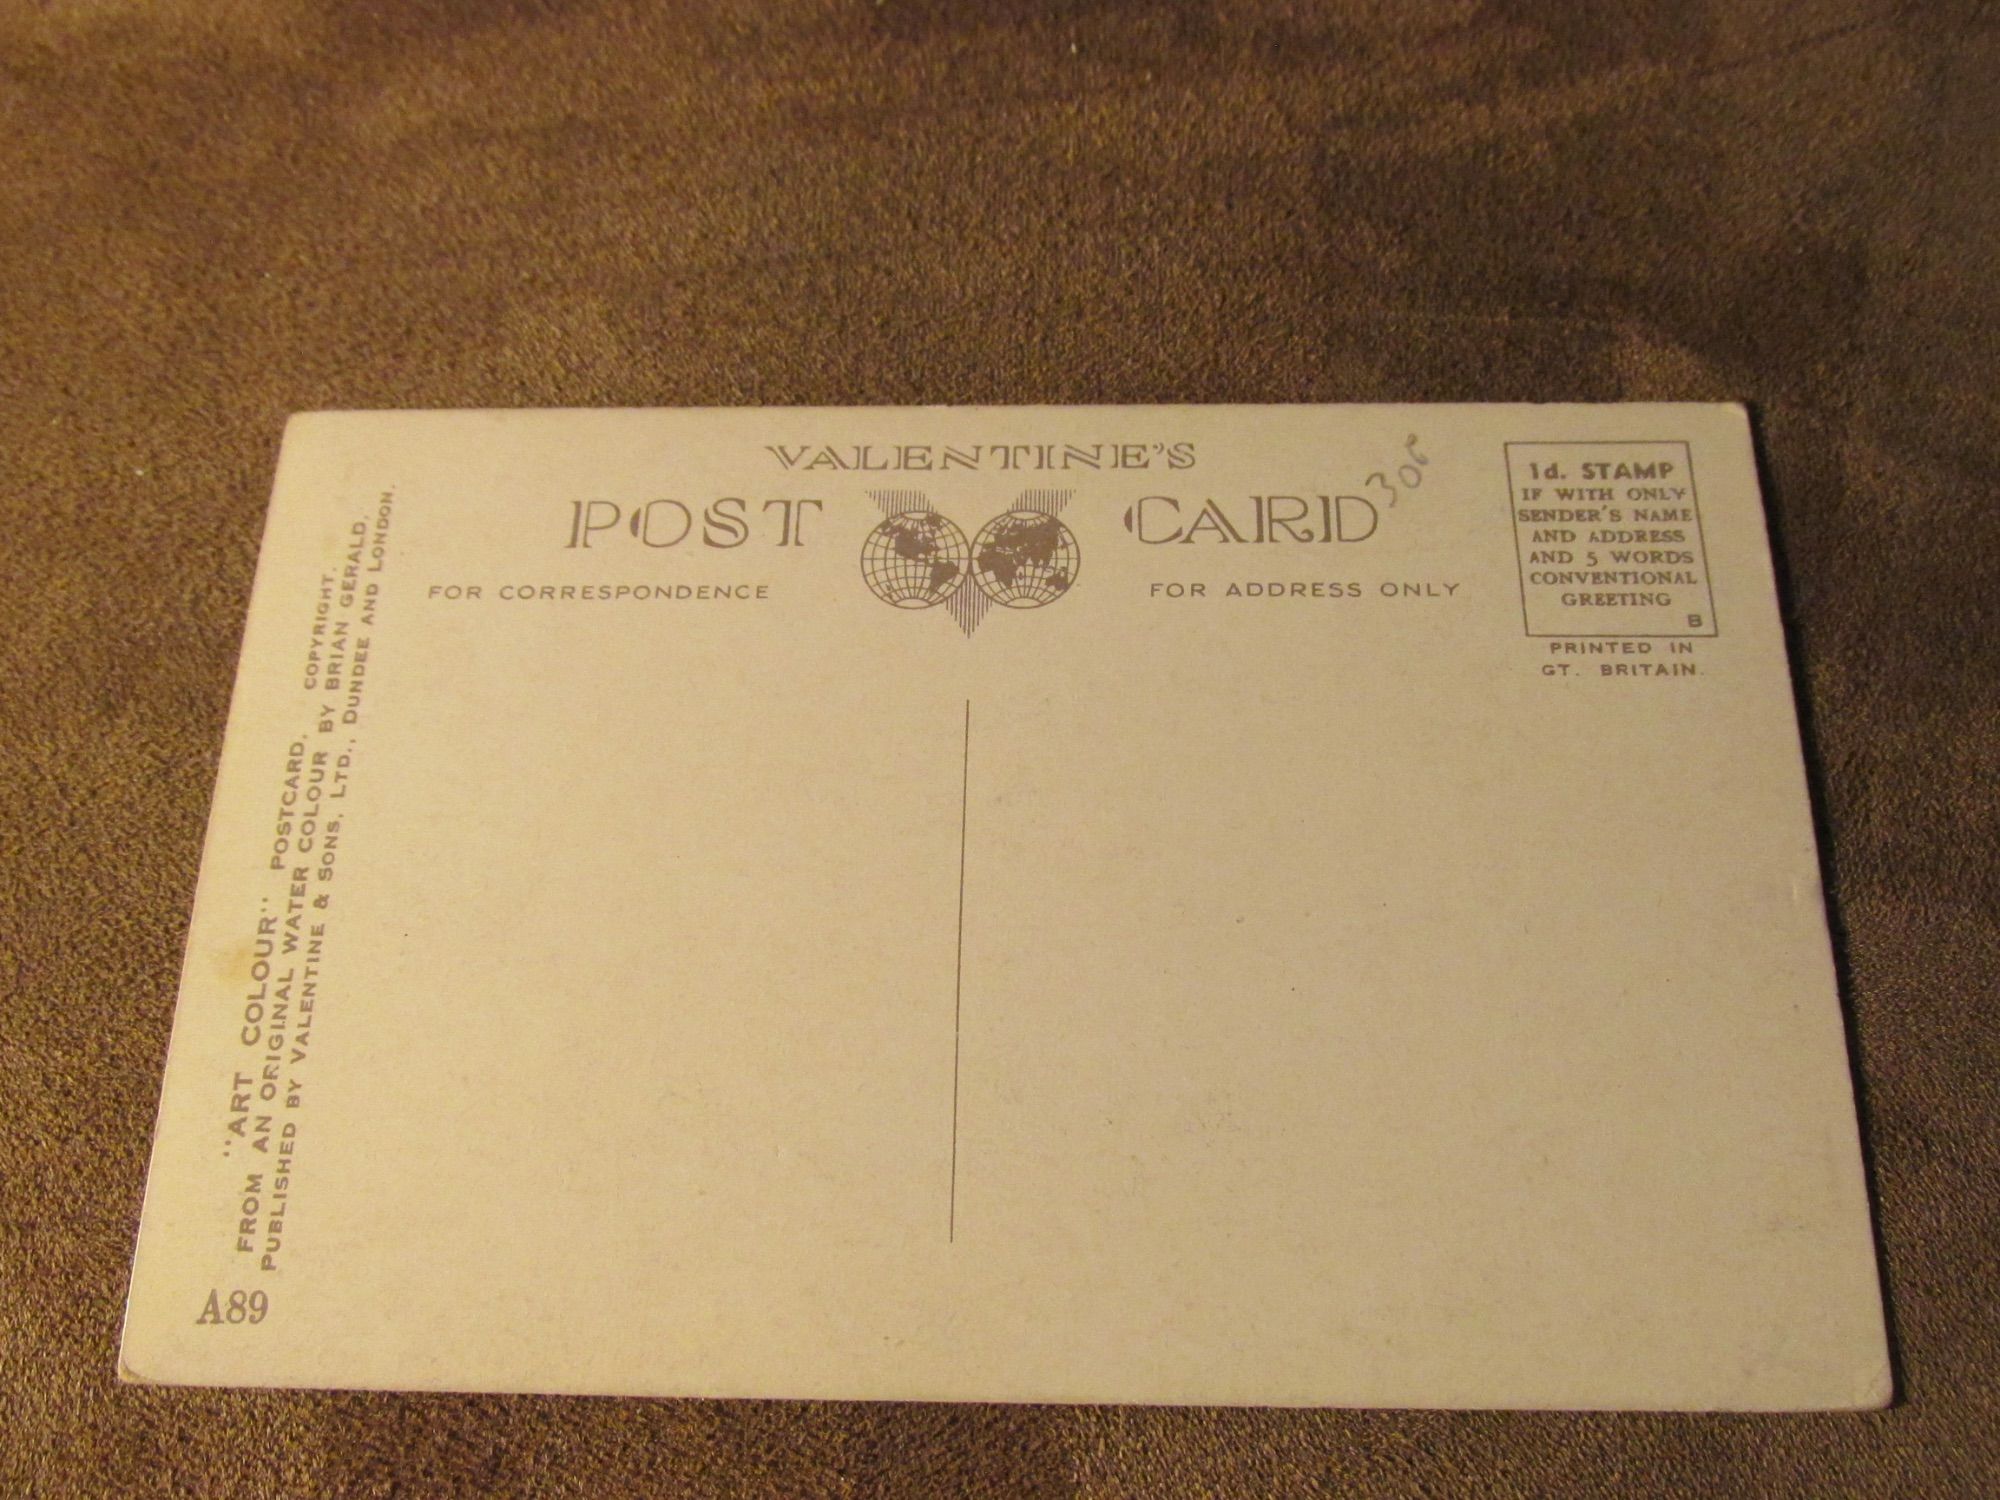 VALENTINE'S
POST CARD
FOR CORRESPONDENCE
FOR ADDRESS ONLY
1d. STAMP
IF WITH ONLY
SENDER'S NAME
AND ADDRESS
AND 5 WORDS
CONVENTIONAL
GREETING
B
PRINTED IN
GT. BRITAIN.
"ART COLOUR" POSTCARD. COPYRIGHT.
FROM AN ORIGINAL WATER COLOUR BY BRIAN GERALD.
PUBLISHED BY VALENTINE & SONS, LTD., DUNDEE AND LONDON.
A89